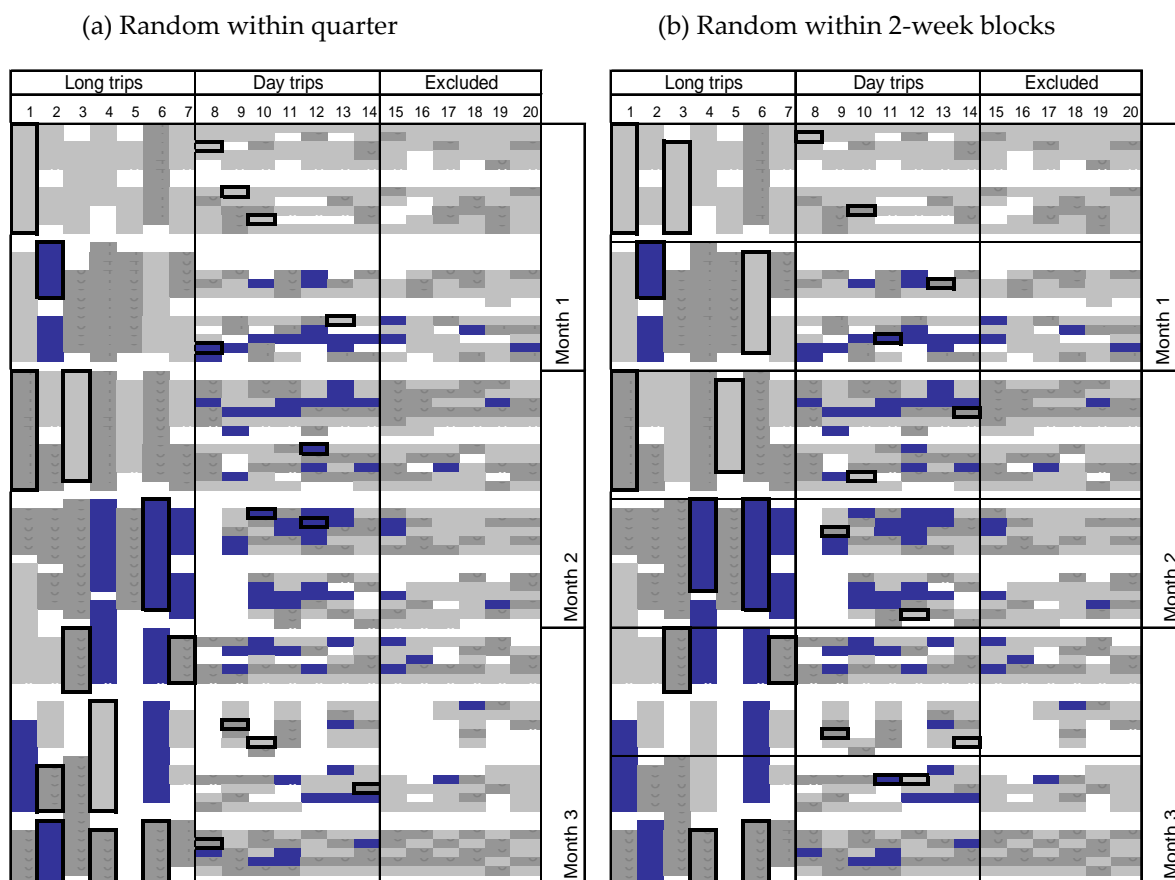 (a) Random within quarter
(b) Random within 2-week blocks
Long trips Day trips Excluded
1 2 3 4 5 6 7 8 9 10 11 12 13 14 15 16 17 18 19 20
Month 1
Month 2
Month 3
Long trips Day trips Excluded
1 2 3 4 5 6 7 8 9 10 11 12 13 14 15 16 17 18 19 20
Month 1
Month 2
Month 3